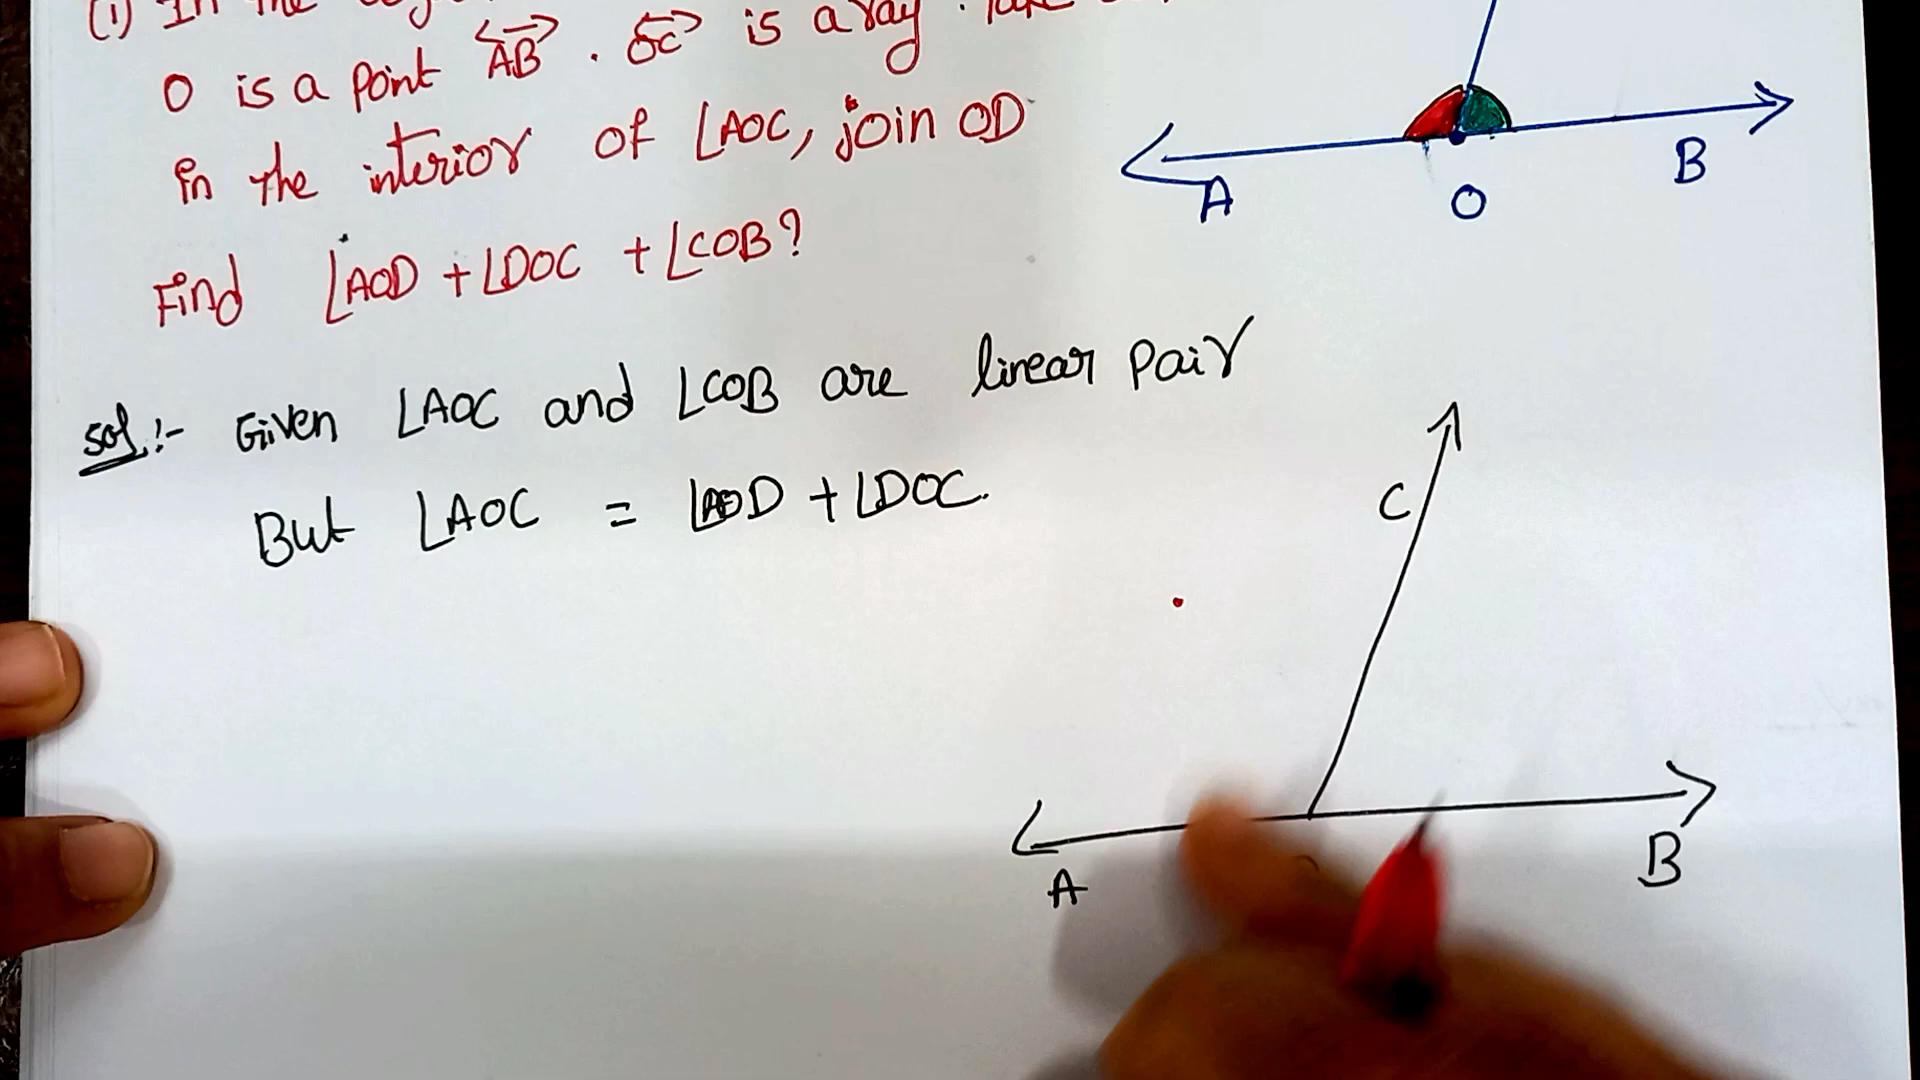 (1) In the
O is a point AB . OC is a ray .
in the interior of ∠AOC, join OD
Find ∠AOD + ∠DOC + ∠COB?
A O B
Sol:- Given ∠AOC and ∠COB are linear pair
But ∠AOC = ∠AOD + ∠DOC.
C
A B